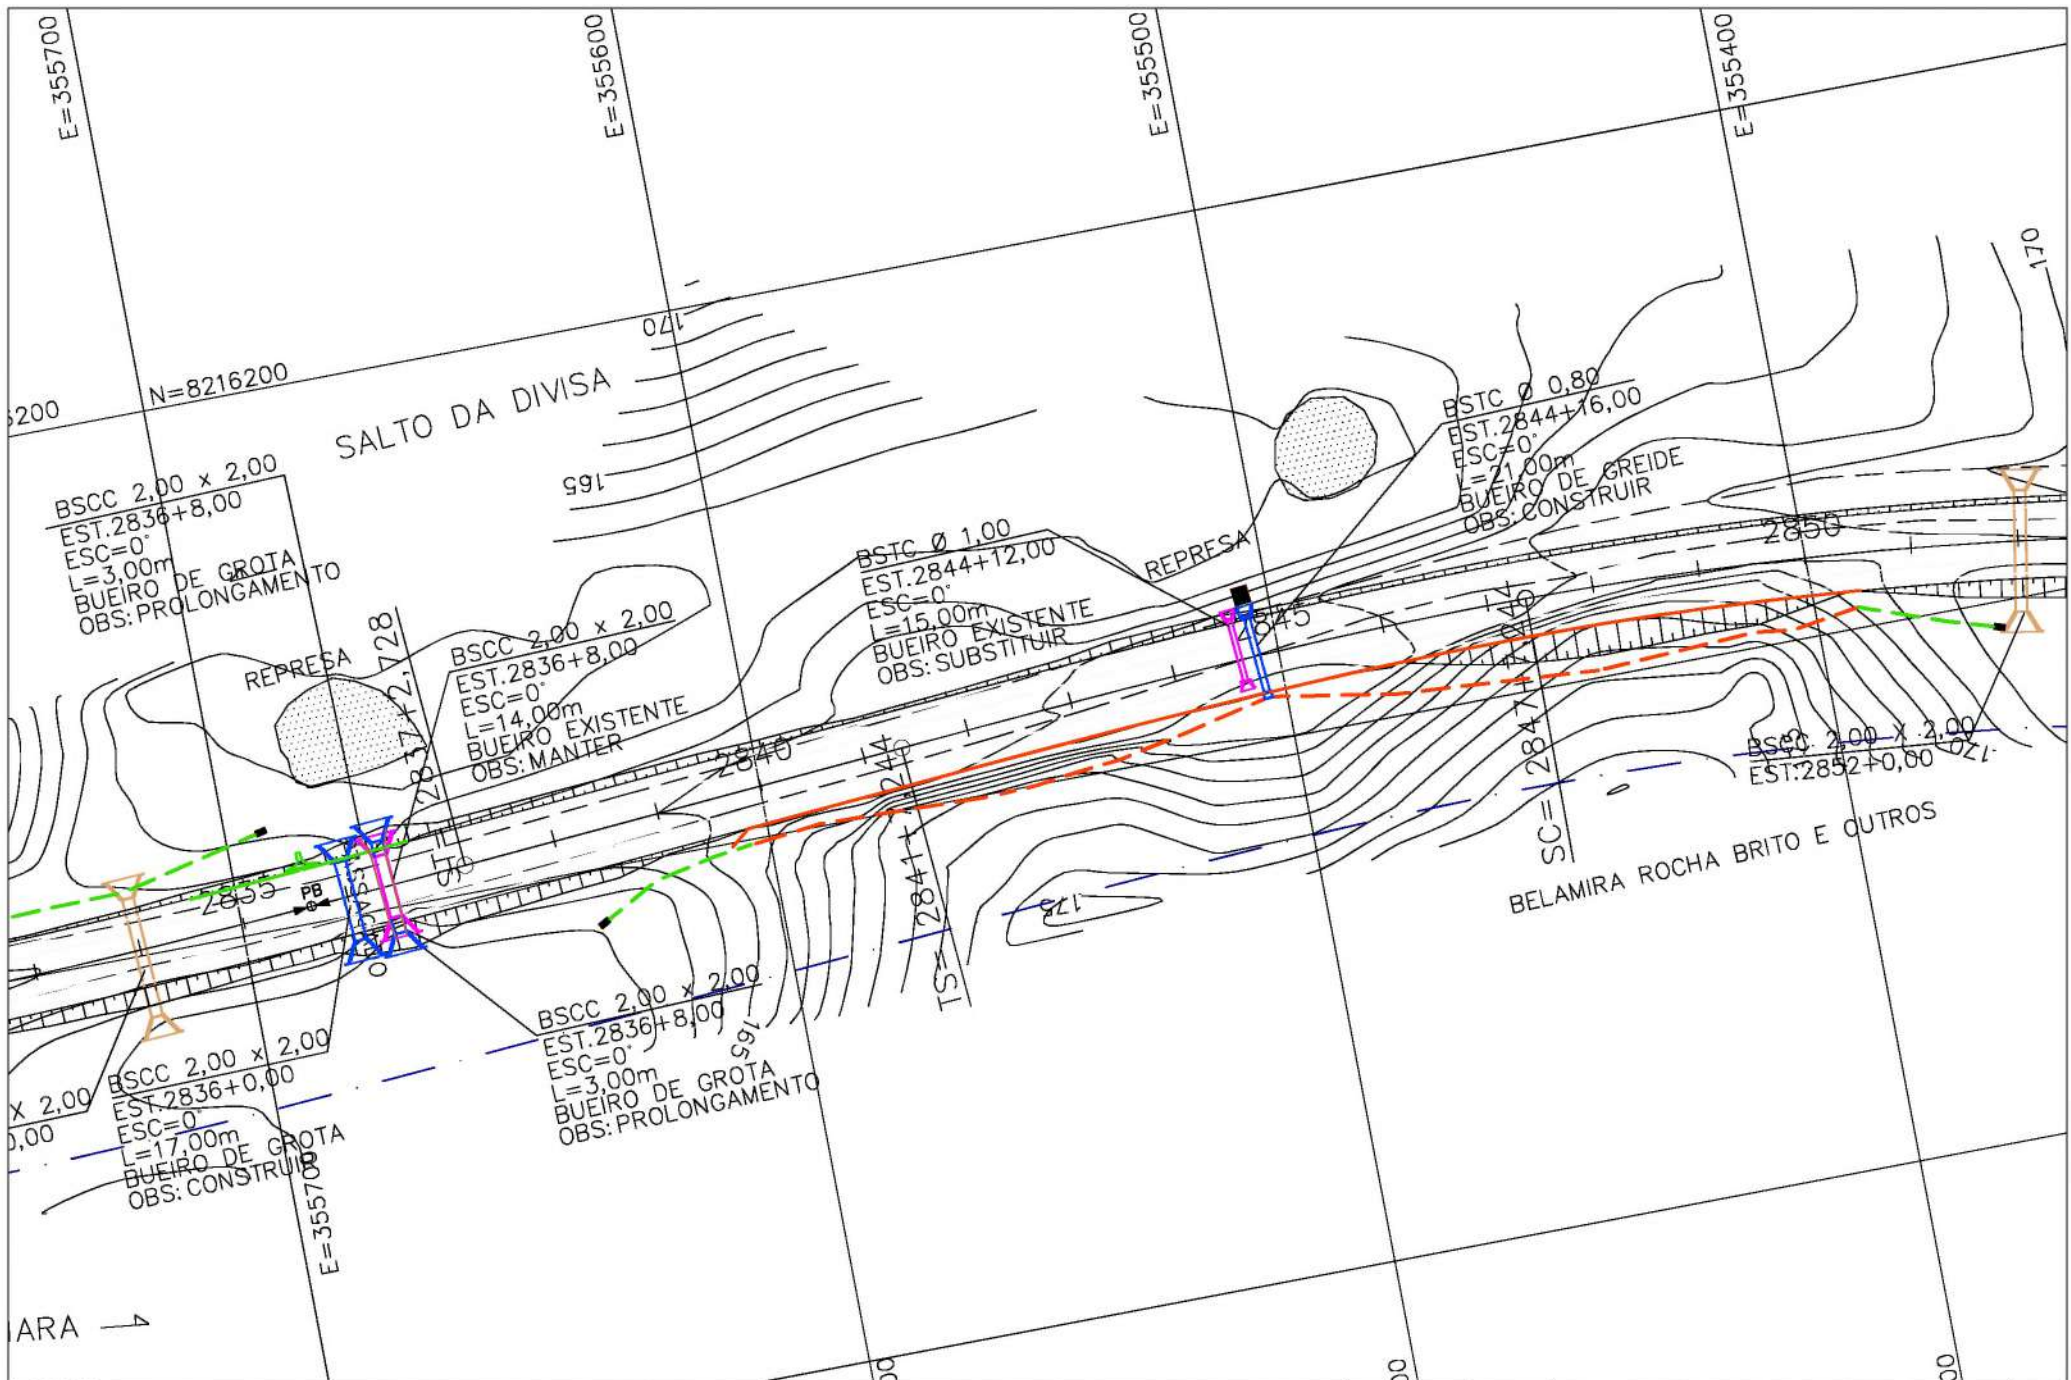 E=355700
E=355600
E=355500
E=355400
170
170
N=8216200
SALTO DA DIVISA
165
BSTC Ø 0,80
EST.2844+16,00
ESC=0°
L=21,00m
BUEIRO DE GREIDE
OBS:CONSTRUIR
BSCC 2,00 x 2,00
EST.2836+8,00
ESC=0°
L=3,00m
BUEIRO DE GROTA
OBS:PROLONGAMENTO
BSTC Ø 1,00
EST.2844+12,00
ESC=0°
L=15,00m
BUEIRO EXISTENTE
OBS:SUBSTITUIR
REPRESA
2850
2845
REPRESA
BSCC 2,00 x 2,00
EST.2836+8,00
ESC=0°
L=14,00m
BUEIRO EXISTENTE
OBS:MANTER
2840
BSCC 2,00 X 2,00
EST:2852+0,00
170
BELAMIRA ROCHA BRITO E OUTROS
2835
PB
175
BSCC 2,00 x 2,00
EST.2836+8,00
ESC=0°
L=3,00m
BUEIRO DE GROTA
OBS:PROLONGAMENTO
165
X 2,00
0,00
BSCC 2,00 x 2,00
EST.2836+0,00
ESC=0°
L=17,00m
BUEIRO DE GROTA
OBS:CONSTRUIR
E=355700